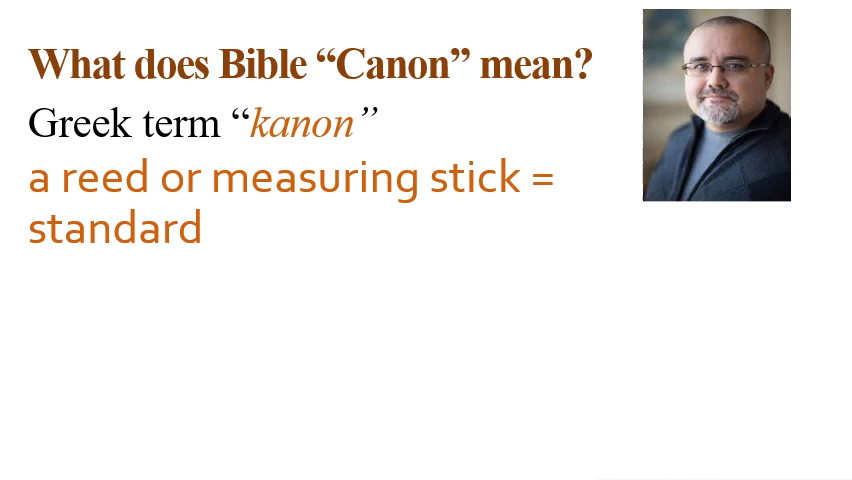 What does Bible “Canon” mean?
Greek term “kanon”
a reed or measuring stick =
standard